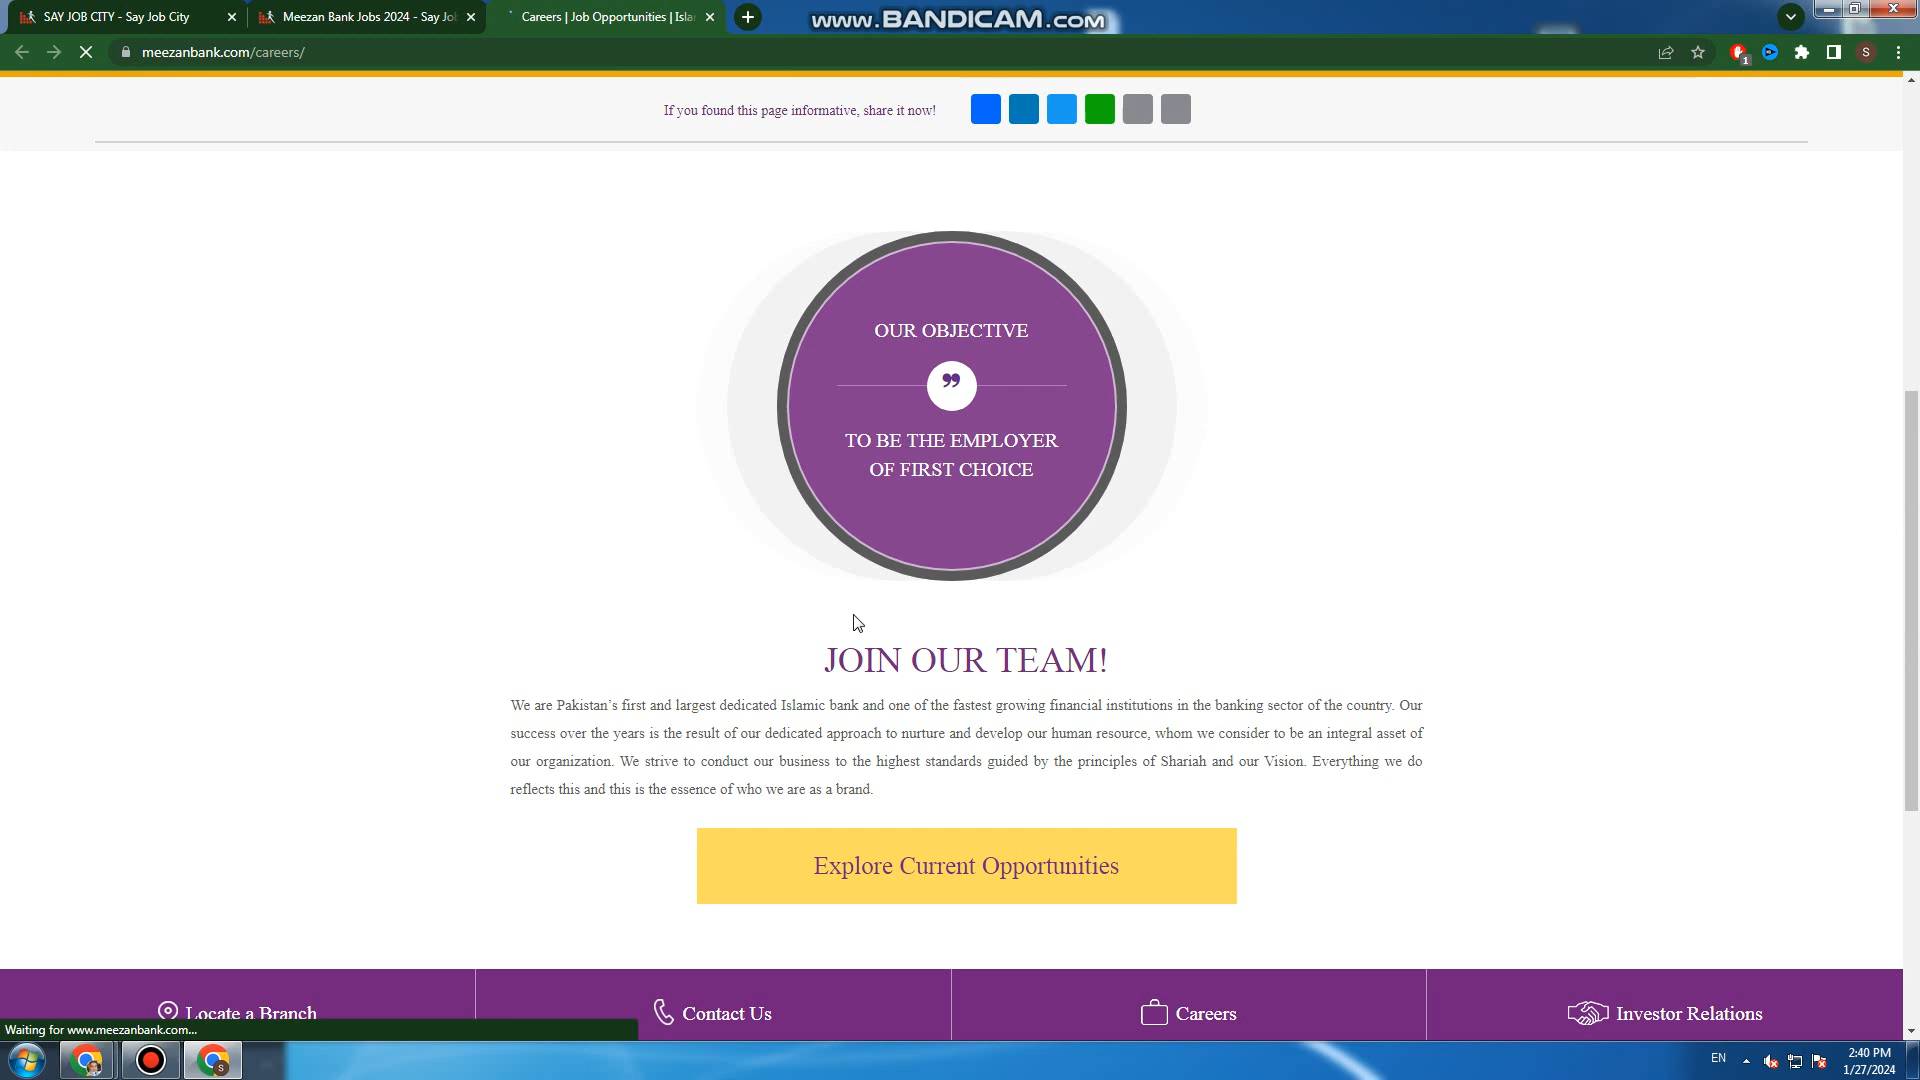 SAY JOB CITY - Say Job City
Meezan Bank Jobs 2024 - Say Jo
Careers | Job Opportunities | Isla
www.BANDICAM.com
meezanbank.com/careers/
1
S
If you found this page informative, share it now!
OUR OBJECTIVE
”
TO BE THE EMPLOYER
OF FIRST CHOICE
JOIN OUR TEAM!
We are Pakistan’s first and largest dedicated Islamic bank and one of the fastest growing financial institutions in the banking sector of the country. Our
success over the years is the result of our dedicated approach to nurture and develop our human resource, whom we consider to be an integral asset of
our organization. We strive to conduct our business to the highest standards guided by the principles of Shariah and our Vision. Everything we do
reflects this and this is the essence of who we are as a brand.
Explore Current Opportunities
Locate a Branch
Contact Us
Careers
Investor Relations
Waiting for www.meezanbank.com...
S
EN
2:40 PM
1/27/2024